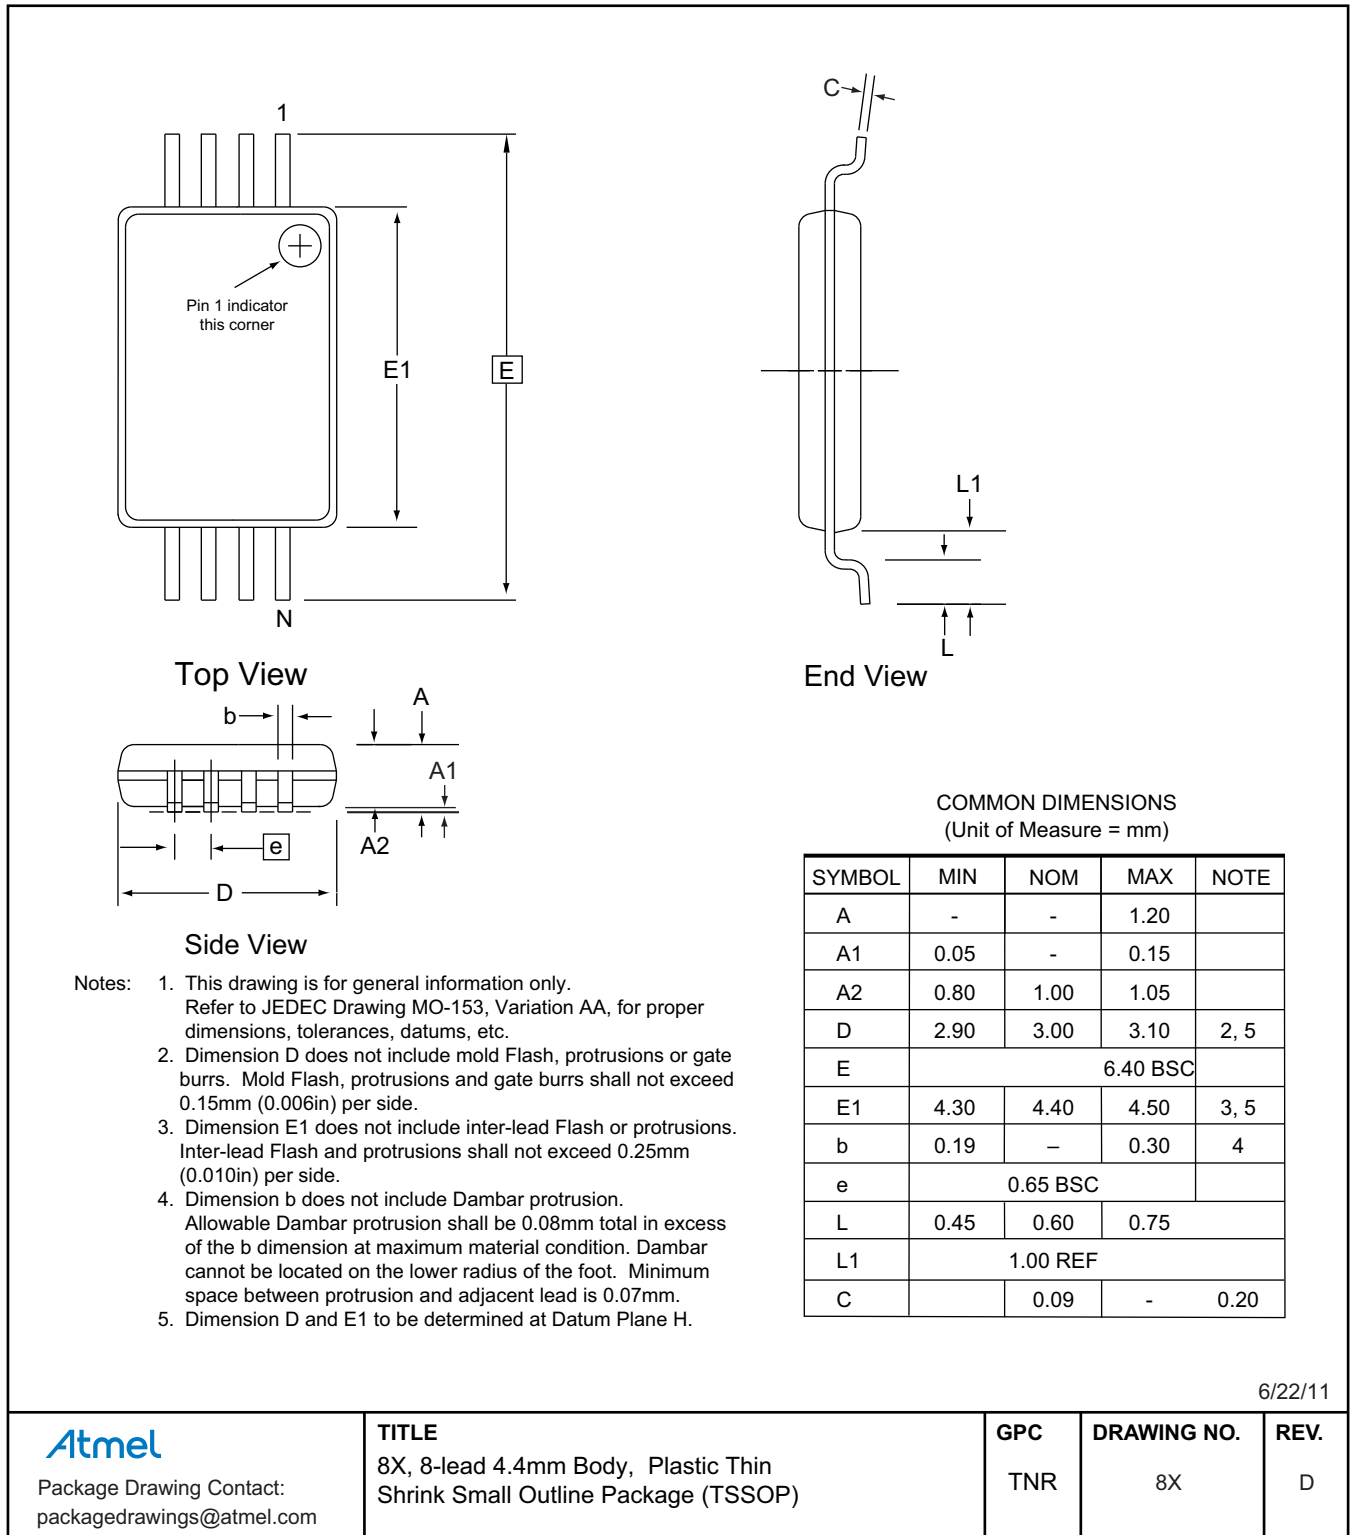 1
C
Pin 1 indicator
this corner
E1
E
L1
N
L
Top View
End View
b
A
A1
e
A2
D
Side View
COMMON DIMENSIONS
(Unit of Measure = mm)
SYMBOL MIN NOM MAX NOTE
A - - 1.20
A1 0.05 - 0.15
A2 0.80 1.00 1.05
D 2.90 3.00 3.10 2, 5
E 6.40 BSC
E1 4.30 4.40 4.50 3, 5
b 0.19 – 0.30 4
e 0.65 BSC
L 0.45 0.60 0.75
L1 1.00 REF
C 0.09 - 0.20
Notes: 1. This drawing is for general information only.
Refer to JEDEC Drawing MO-153, Variation AA, for proper
dimensions, tolerances, datums, etc.
2. Dimension D does not include mold Flash, protrusions or gate
burrs. Mold Flash, protrusions and gate burrs shall not exceed
0.15mm (0.006in) per side.
3. Dimension E1 does not include inter-lead Flash or protrusions.
Inter-lead Flash and protrusions shall not exceed 0.25mm
(0.010in) per side.
4. Dimension b does not include Dambar protrusion.
Allowable Dambar protrusion shall be 0.08mm total in excess
of the b dimension at maximum material condition. Dambar
cannot be located on the lower radius of the foot. Minimum
space between protrusion and adjacent lead is 0.07mm.
5. Dimension D and E1 to be determined at Datum Plane H.
6/22/11
Atmel
Package Drawing Contact:
packagedrawings@atmel.com
TITLE
8X, 8-lead 4.4mm Body, Plastic Thin
Shrink Small Outline Package (TSSOP)
GPC
TNR
DRAWING NO.
8X
REV.
D